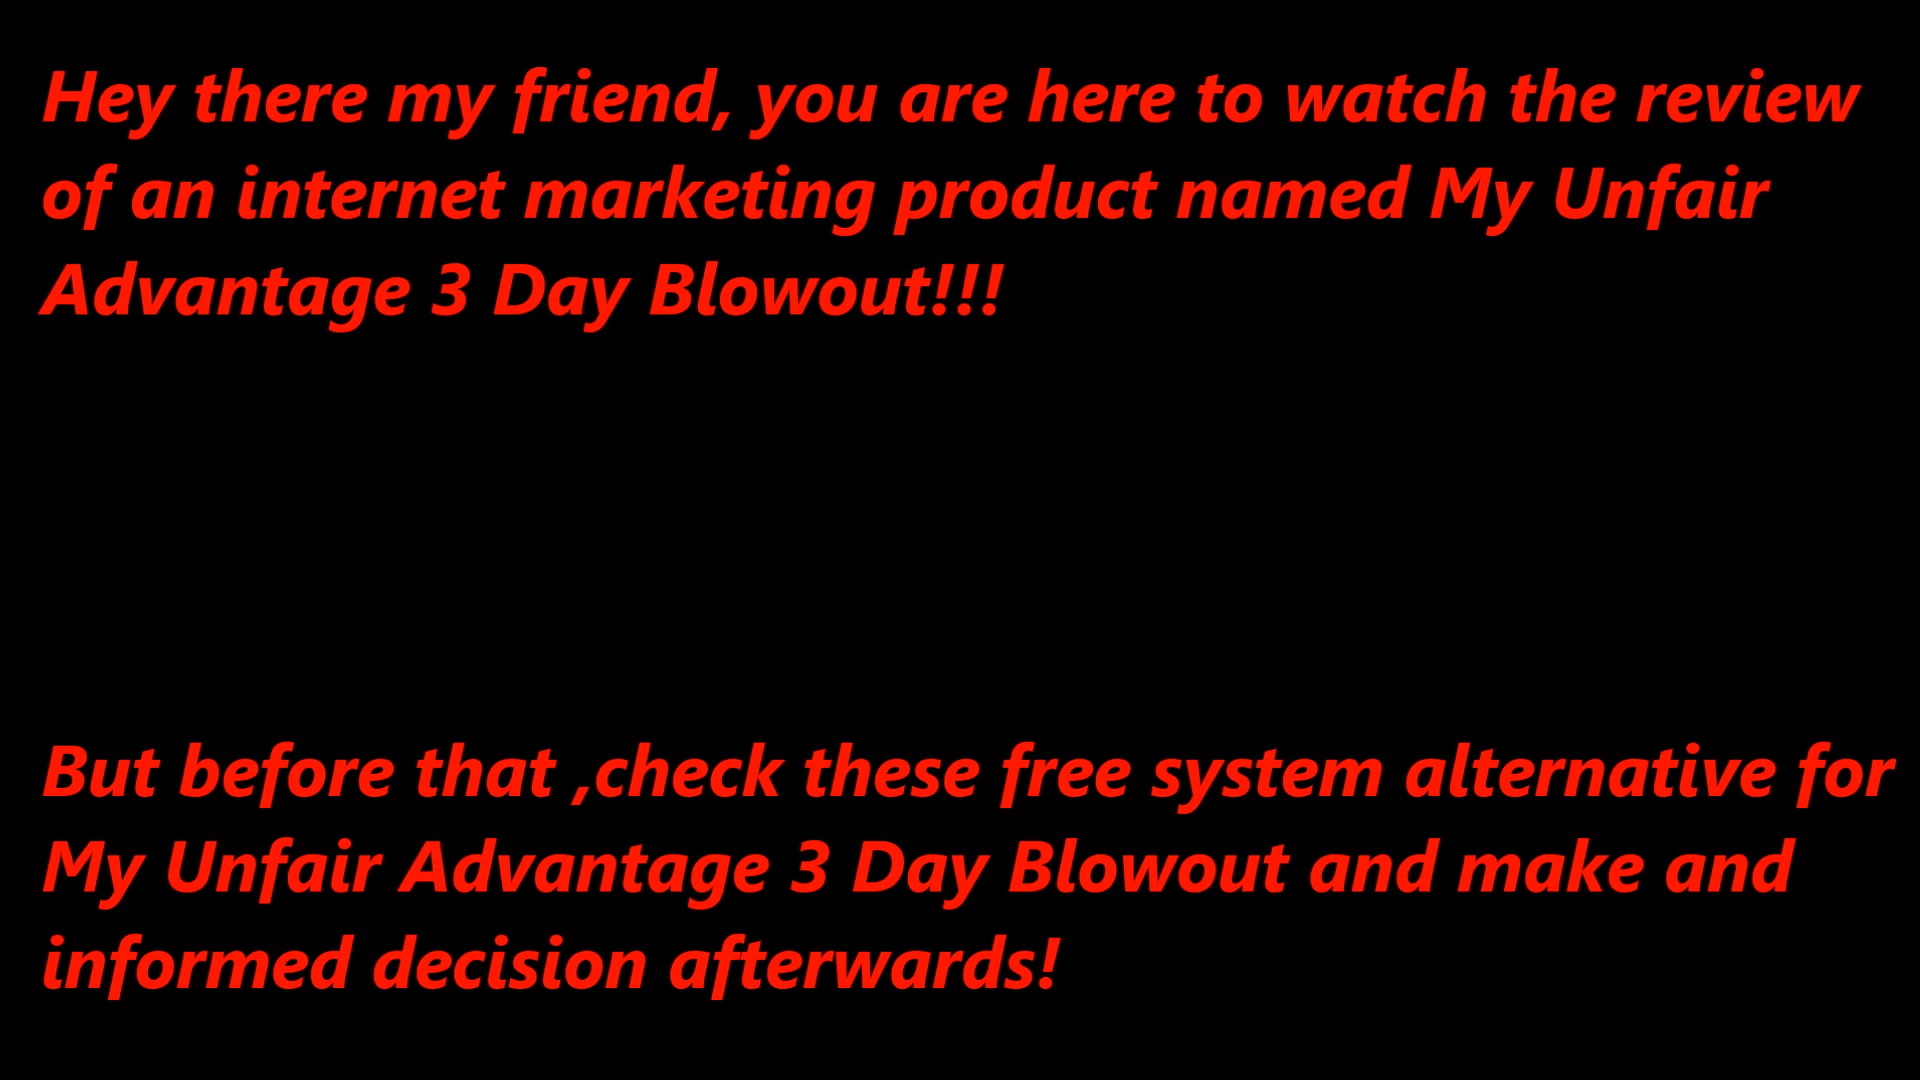 Hey there my friend, you are here to watch the review
of an internet marketing product named My Unfair
Advantage 3 Day Blowout!!!
But before that ,check these free system alternative for
My Unfair Advantage 3 Day Blowout and make and
informed decision afterwards!